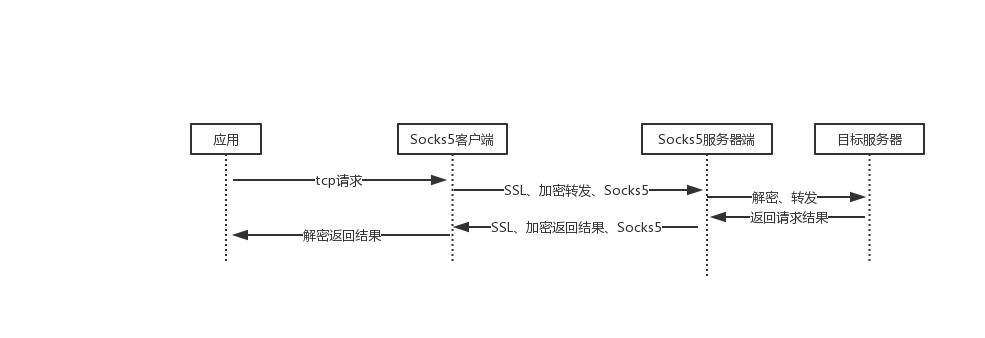 应用
Socks5客户端
Socks5服务器端
目标服务器
tcp请求
SSL、加密转发、Socks5
解密、转发
返回请求结果
SSL、加密返回结果、Socks5
解密返回结果